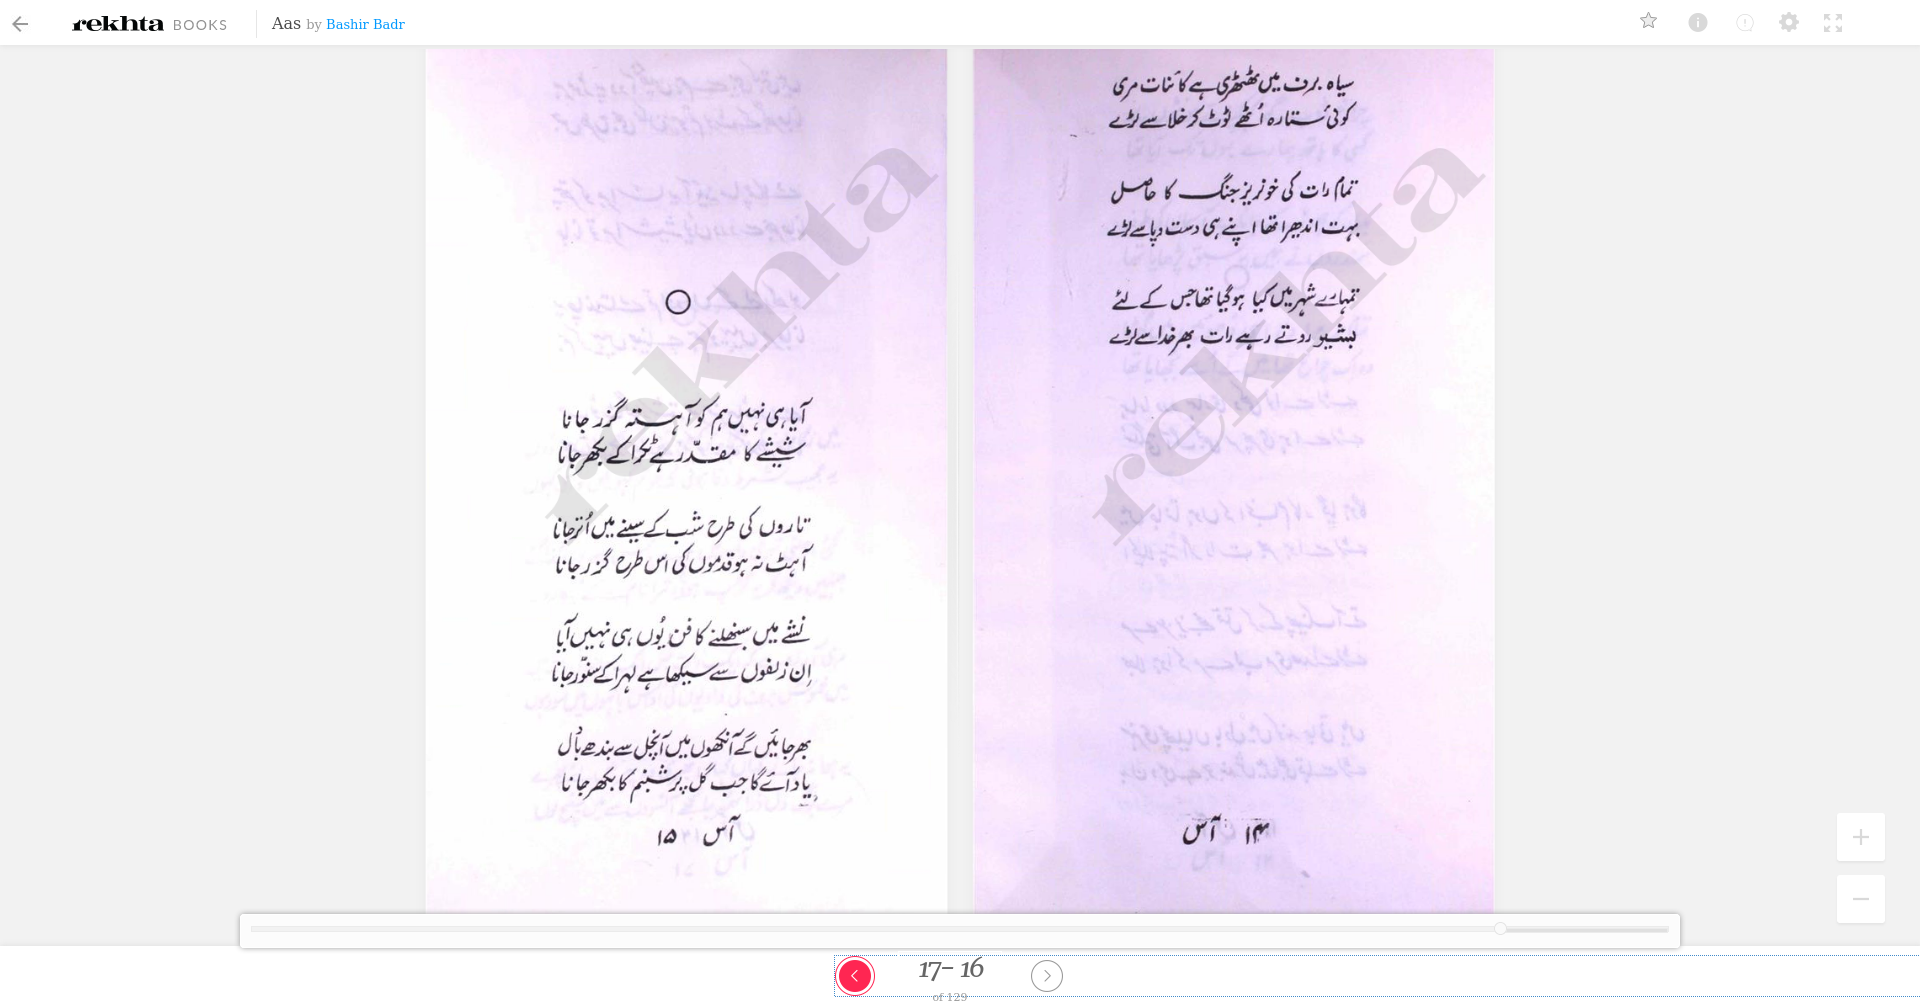 rekhta BOOKS Aas by Bashir Badr
سیاہ برف میں ٹھٹھری ہے کائنات مری
کوئی ستارہ اُٹھے لوٹ کر خلا سے لڑے
تمام رات کی خونریز جنگ کا حاصل
بہت اندھیرا تھا اپنے ہی دست و پا سے لڑے
تمہارے شہر میں کیا ہو گیا تھا جس کے لئے
بشیر روتے رہے رات بھر خدا سے لڑے
۱۴ آس
rekhta
آیا ہی نہیں ہم کو آہستہ گزر جانا
شیشے کا مقدّر ہے ٹکرا کے بکھر جانا
تاروں کی طرح شب کے سینے میں اُتر جانا
آہٹ نہ ہو قدموں کی اس طرح گزر جانا
نشے میں سنبھلنے کا فن یُوں ہی نہیں آیا
اِن زلفوں سے سیکھا ہے لہرا کے سنوَر جانا
بھر جائیں گے آنکھوں میں آنچل سے بندھے بادل
یاد آئے گا جب گل پر شبنم کا بکھر جانا
آس ۱۵
rekhta
17– 16
of 129